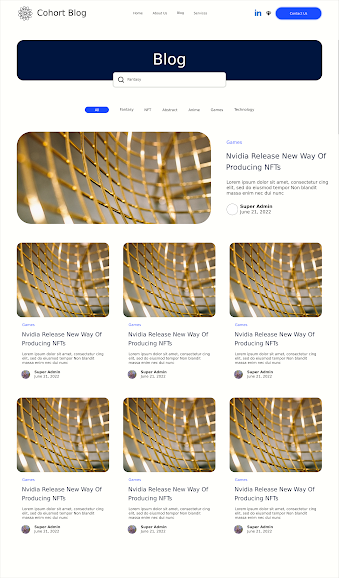 Cohort Blog
Home About Us Blog Services
in
Contact Us
Blog
Fantasy
All Fantasy NFT Abstract Anime Games Technology
Games
Nvidia Release New Way Of
Producing NFTs
Lorem ipsum dolor sit amet, consectetur cing
elit, sed do eiusmod tempor Non blandit
massa enim nec dui nunc
Super Admin
June 21, 2022
Games
Nvidia Release New Way Of
Producing NFTs
Lorem ipsum dolor sit amet, consectetur cing
elit, sed do eiusmod tempor Non blandit
massa enim nec dui nunc
Super Admin
June 21, 2022
Games
Nvidia Release New Way Of
Producing NFTs
Lorem ipsum dolor sit amet, consectetur cing
elit, sed do eiusmod tempor Non blandit
massa enim nec dui nunc
Super Admin
June 21, 2022
Games
Nvidia Release New Way Of
Producing NFTs
Lorem ipsum dolor sit amet, consectetur cing
elit, sed do eiusmod tempor Non blandit
massa enim nec dui nunc
Super Admin
June 21, 2022
Games
Nvidia Release New Way Of
Producing NFTs
Lorem ipsum dolor sit amet, consectetur cing
elit, sed do eiusmod tempor Non blandit
massa enim nec dui nunc
Super Admin
June 21, 2022
Games
Nvidia Release New Way Of
Producing NFTs
Lorem ipsum dolor sit amet, consectetur cing
elit, sed do eiusmod tempor Non blandit
massa enim nec dui nunc
Super Admin
June 21, 2022
Games
Nvidia Release New Way Of
Producing NFTs
Lorem ipsum dolor sit amet, consectetur cing
elit, sed do eiusmod tempor Non blandit
massa enim nec dui nunc
Super Admin
June 21, 2022